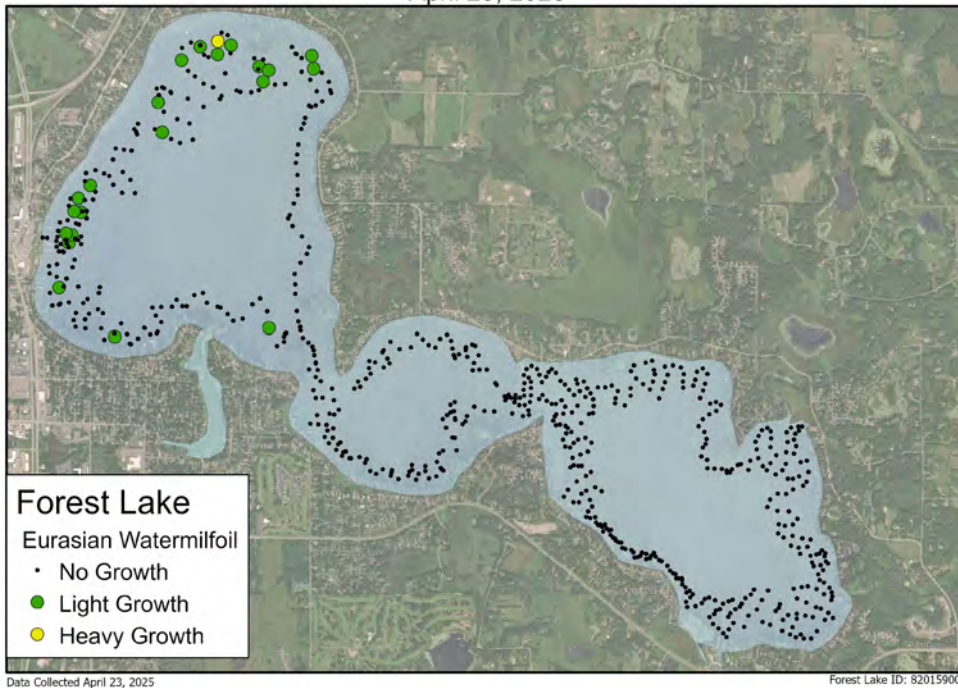 Forest Lake
Eurasian Watermilfoil
No Growth
Light Growth
Heavy Growth
Data Collected April 23, 2025
Forest Lake ID: 82015900